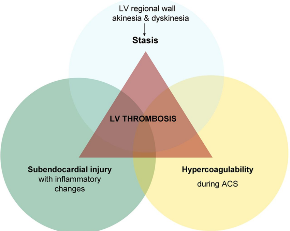 LV regional wall
akinesia & dyskinesia
Stasis
LV THROMBOSIS
Subendocardial injury
with inflammatory
changes
Hypercoagulability
during ACS